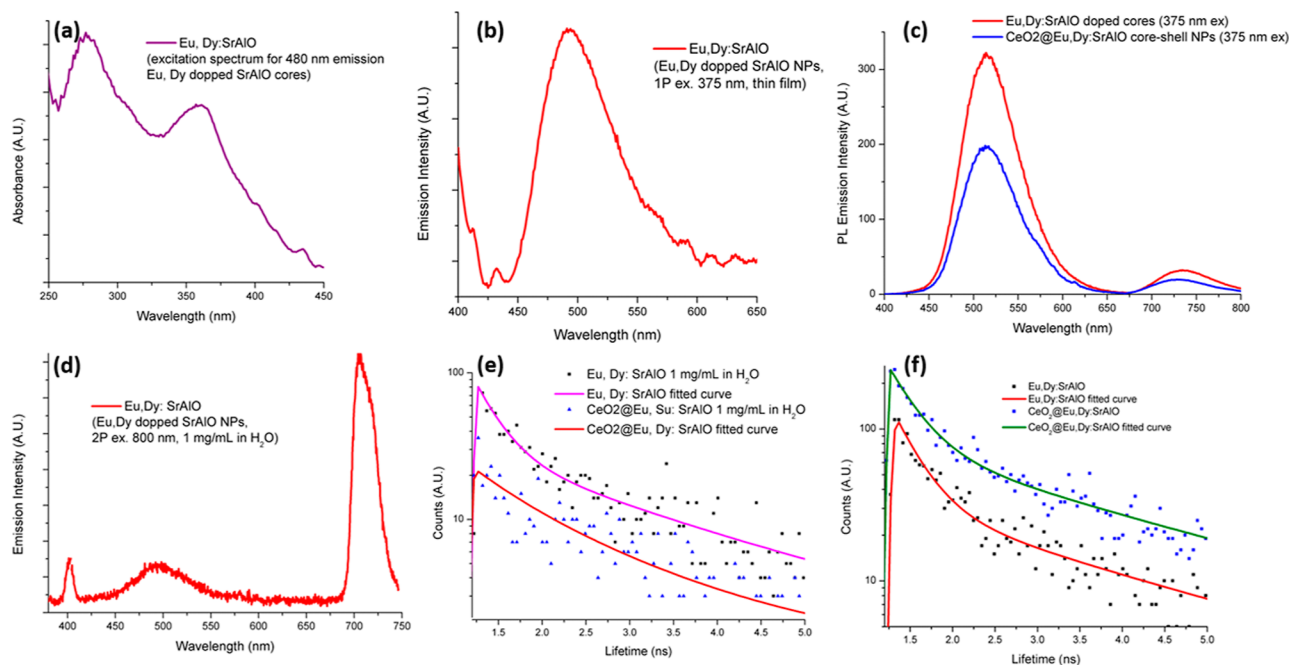 (a)
Eu, Dy:SrAlO
(excitation spectrum for 480 nm emission
Eu, Dy dopped SrAlO cores)
Absorbance (A.U.)
250 300 350 400 450
Wavelength (nm)
(b)
Eu,Dy:SrAlO
(Eu,Dy dopped SrAlO NPs,
1P ex. 375 nm, thin film)
Emission Intensity (A.U.)
400 450 500 550 600 650
Wavelength (nm)
(c)
Eu,Dy:SrAlO doped cores (375 nm ex)
CeO2@Eu,Dy:SrAlO core-shell NPs (375 nm ex)
PL Emission Intensity (A.U.)
300
200
100
0
400 450 500 550 600 650 700 750 800
Wavelength (nm)
(d)
Eu,Dy: SrAlO
(Eu,Dy dopped SrAlO NPs,
2P ex. 800 nm, 1 mg/mL in H2O)
Emission Intensity (A.U.)
400 450 500 550 600 650 700 750
Wavelength (nm)
(e)
Eu, Dy: SrAlO 1 mg/mL in H2O
Eu, Dy: SrAlO fitted curve
CeO2@Eu, Su: SrAlO 1 mg/mL in H2O
CeO2@Eu, Dy: SrAlO fitted curve
Counts (A.U.)
100
10
1.5 2.0 2.5 3.0 3.5 4.0 4.5 5.0
Lifetime (ns)
(f)
Eu,Dy:SrAlO
Eu,Dy:SrAlO fitted curve
CeO2@Eu,Dy:SrAlO
CeO2@Eu,Dy:SrAlO fitted curve
Counts (A.U.)
100
10
1.5 2.0 2.5 3.0 3.5 4.0 4.5 5.0
Lifetime (ns)